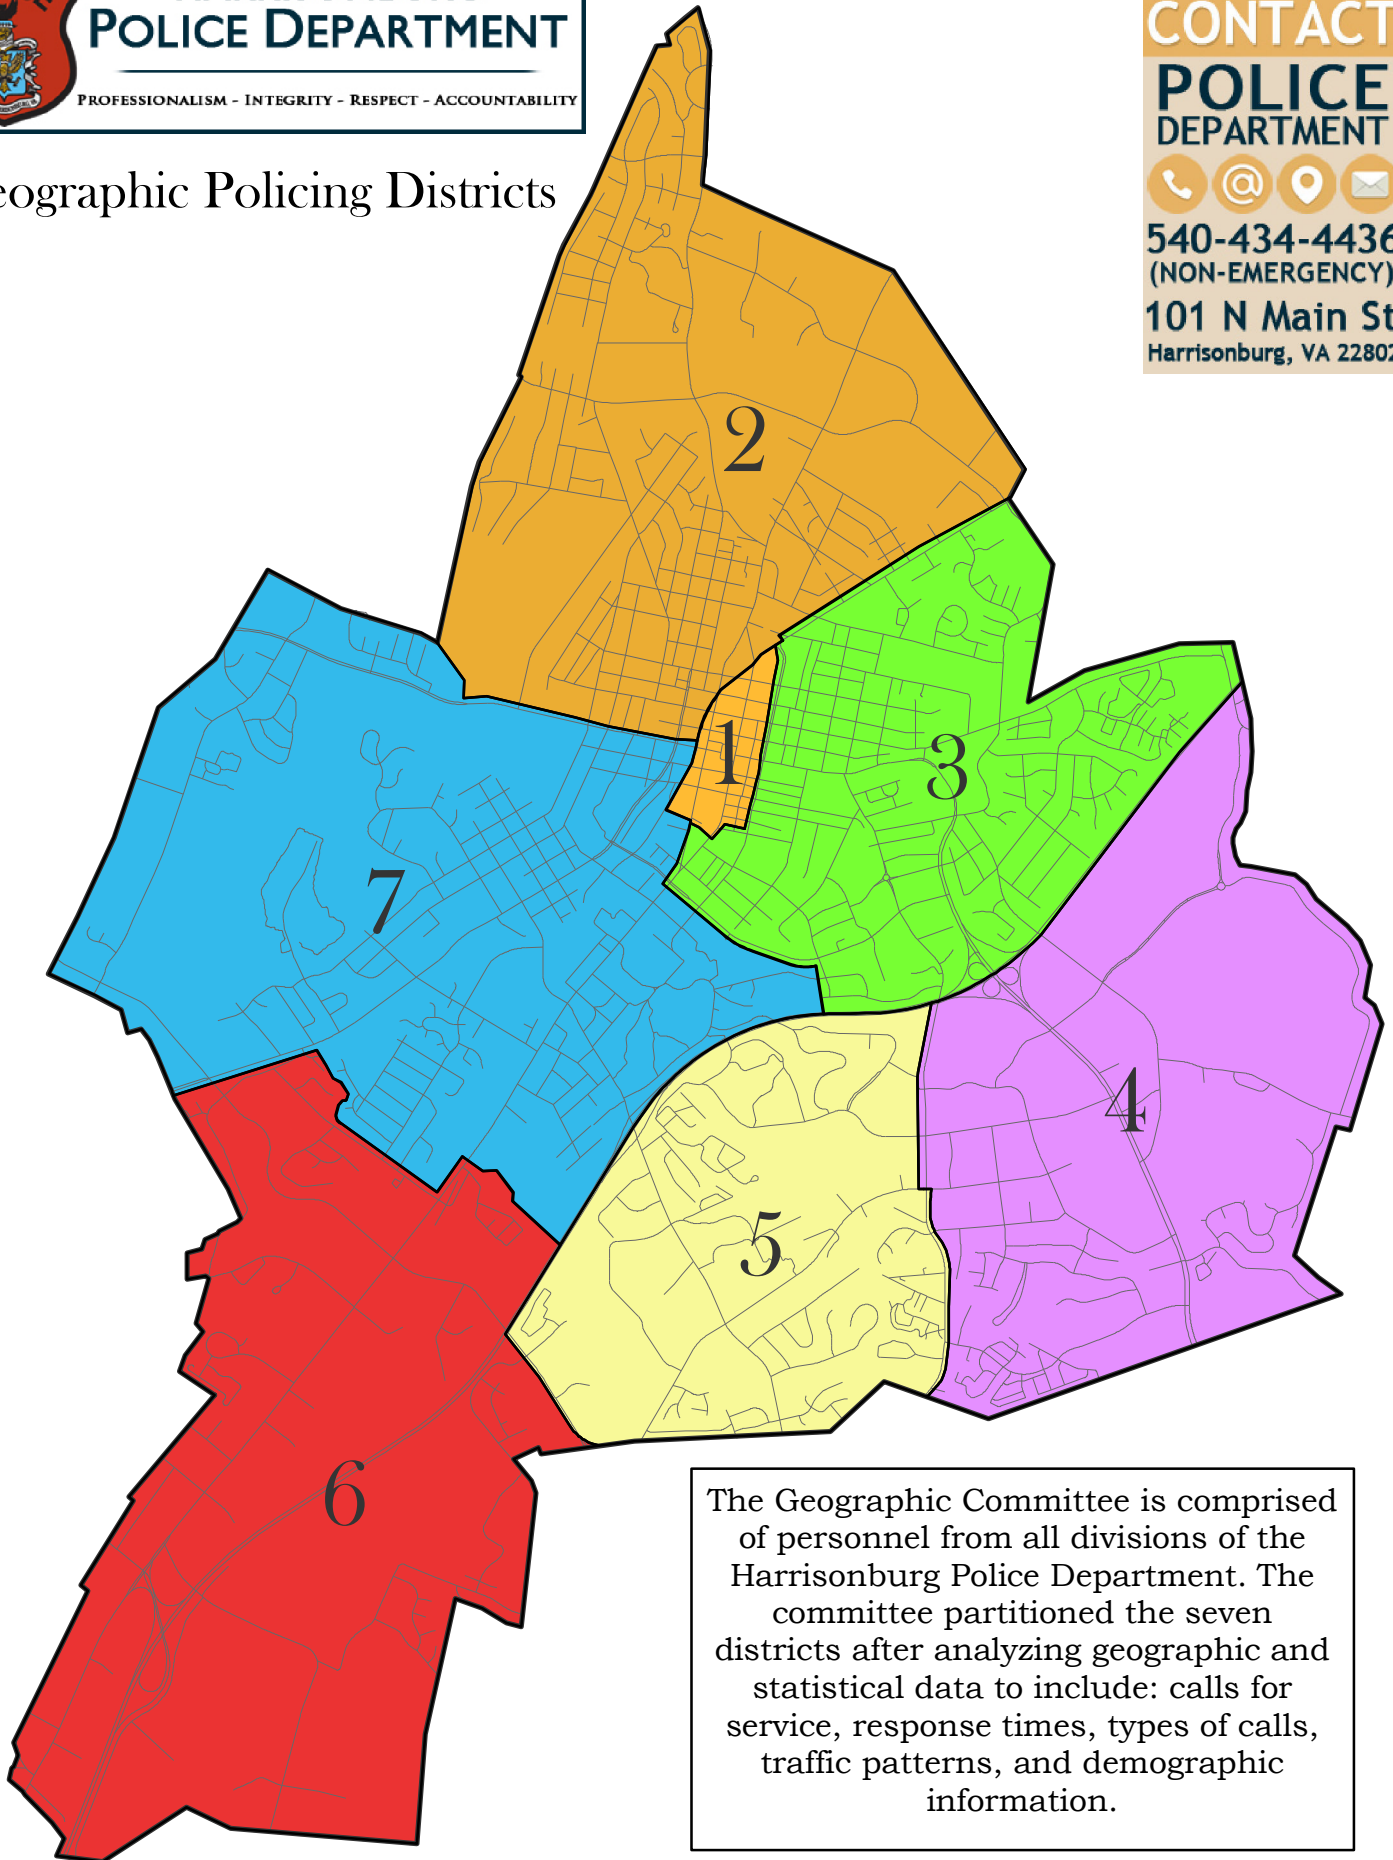 POLICE DEPARTMENT
PROFESSIONALISM - INTEGRITY - RESPECT - ACCOUNTABILITY
eographic Policing Districts
CONTACT
POLICE
DEPARTMENT
540-434-4436
(NON-EMERGENCY)
101 N Main St
Harrisonburg, VA 22802
2
1
3
7
4
5
6
The Geographic Committee is comprised
of personnel from all divisions of the
Harrisonburg Police Department. The
committee partitioned the seven
districts after analyzing geographic and
statistical data to include: calls for
service, response times, types of calls,
traffic patterns, and demographic
information.